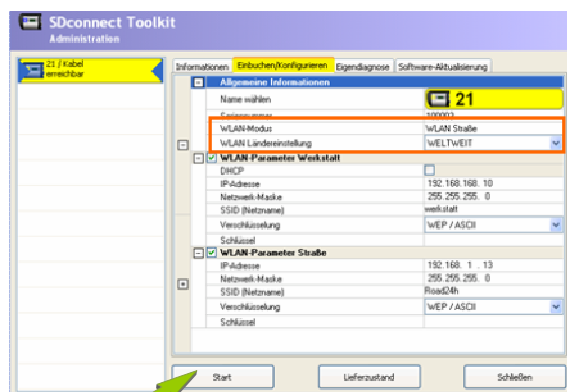 SDconnect Toolkit
Administration
21 / Kabel
erreichbar
Informationen Einbuchen/Konfigurieren Eigendiagnose Software-Aktualisierung
Allgemeine Informationen
Name wählen 21
WLAN-Modus WLAN Straße
WLAN Ländereinstellung WELTWEIT
WLAN-Parameter Werkstatt
DHCP
IP-Adresse 192.168.168. 10
Netzwerk-Maske 255.255.255. 0
SSID (Netzname) werkstatt
Verschlüsselung WEP / ASCII
Schlüssel
WLAN-Parameter Straße
IP-Adresse 192.168. 1 . 13
Netzwerk-Maske 255.255.255. 0
SSID (Netzname) Road24h
Verschlüsselung WEP / ASCII
Schlüssel
Start Lieferzustand Schließen